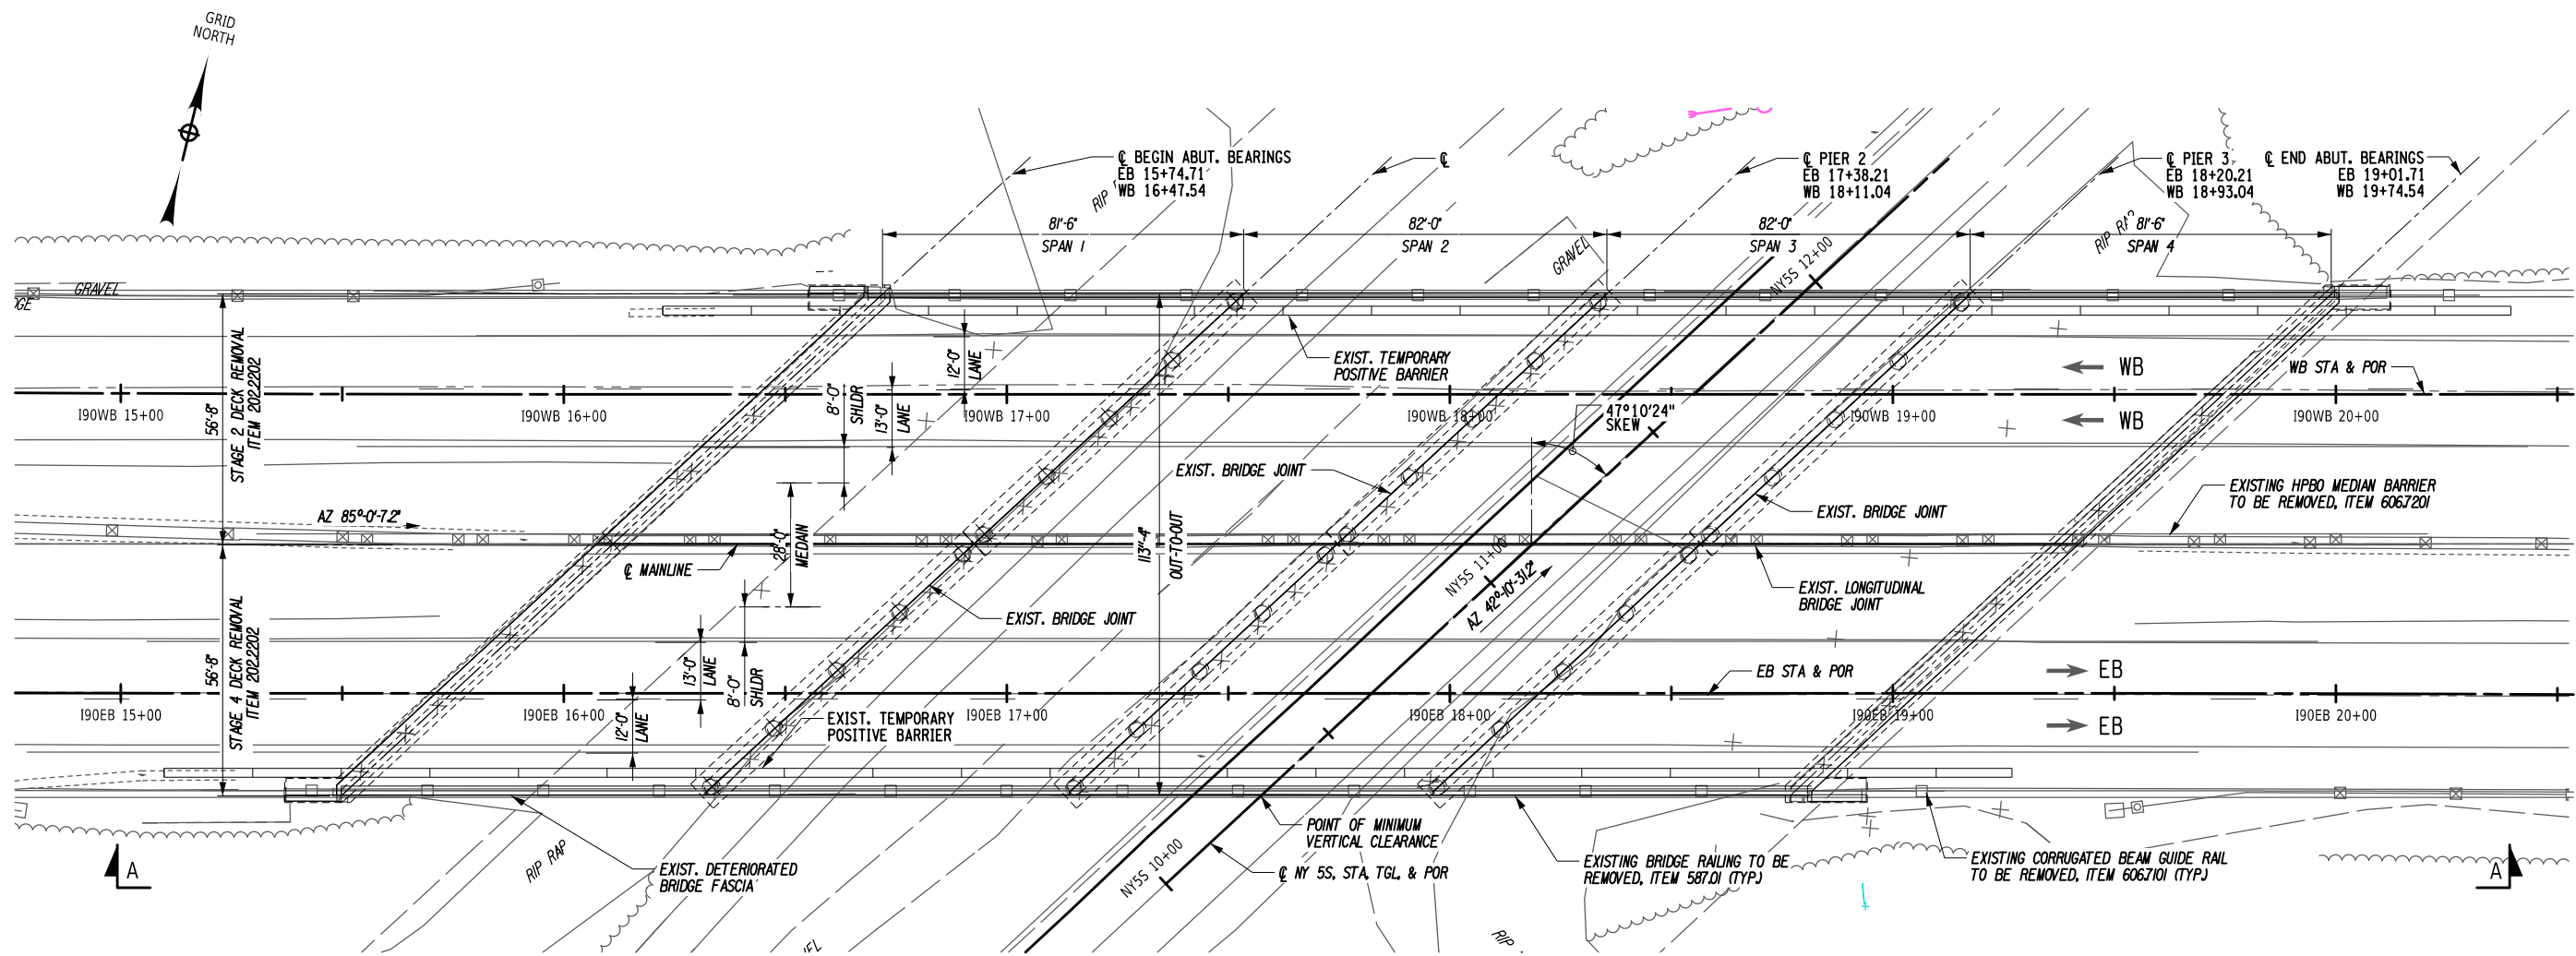 GRID
NORTH
℄ BEGIN ABUT. BEARINGS
EB 15+74.71
WB 16+47.54
℄
℄ PIER 2
EB 17+38.21
WB 18+11.04
℄ PIER 3
EB 18+20.21
WB 18+93.04
℄ END ABUT. BEARINGS
EB 19+01.71
WB 19+74.54
RIP
81'-6"
SPAN 1
82'-0"
SPAN 2
82'-0"
SPAN 3
81'-6"
SPAN 4
RIP RAP
GRAVEL
NY5S 12+00
GRAVEL
STAGE 2 DECK REMOVAL
ITEM 202.2202
56'-8"
12'-0"
LANE
EXIST. TEMPORARY
POSITIVE BARRIER
WB
WB STA & POR
8'-0"
SHLDR
13'-0"
LANE
I90WB 15+00
I90WB 16+00
I90WB 17+00
I90WB 18+00
I90WB 19+00
I90WB 20+00
47°10'24"
SKEW
WB
EXIST. BRIDGE JOINT
EXISTING HPBO MEDIAN BARRIER
TO BE REMOVED, ITEM 606.7201
AZ 85°-0'-7.2"
EXIST. BRIDGE JOINT
28'-0"
MEDIAN
113'-4"
OUT-TO-OUT
℄ MAINLINE
NY5S 11+00
AZ 42°-10'-31.2"
EXIST. LONGITUDINAL
BRIDGE JOINT
EXIST. BRIDGE JOINT
56'-8"
STAGE 4 DECK REMOVAL
ITEM 202.2202
13'-0"
LANE
8'-0"
SHLDR
12'-0"
LANE
EB STA & POR
EB
I90EB 15+00
I90EB 16+00
I90EB 17+00
I90EB 18+00
I90EB 19+00
I90EB 20+00
EB
EXIST. TEMPORARY
POSITIVE BARRIER
POINT OF MINIMUM
VERTICAL CLEARANCE
A
RIP RAP
EXIST. DETERIORATED
BRIDGE FASCIA
NY5S 10+00
℄ NY 5S, STA, TGL, & POR
EXISTING BRIDGE RAILING TO BE
REMOVED, ITEM 587.01 (TYP.)
EXISTING CORRUGATED BEAM GUIDE RAIL
TO BE REMOVED, ITEM 606.7101 (TYP.)
A
RIP